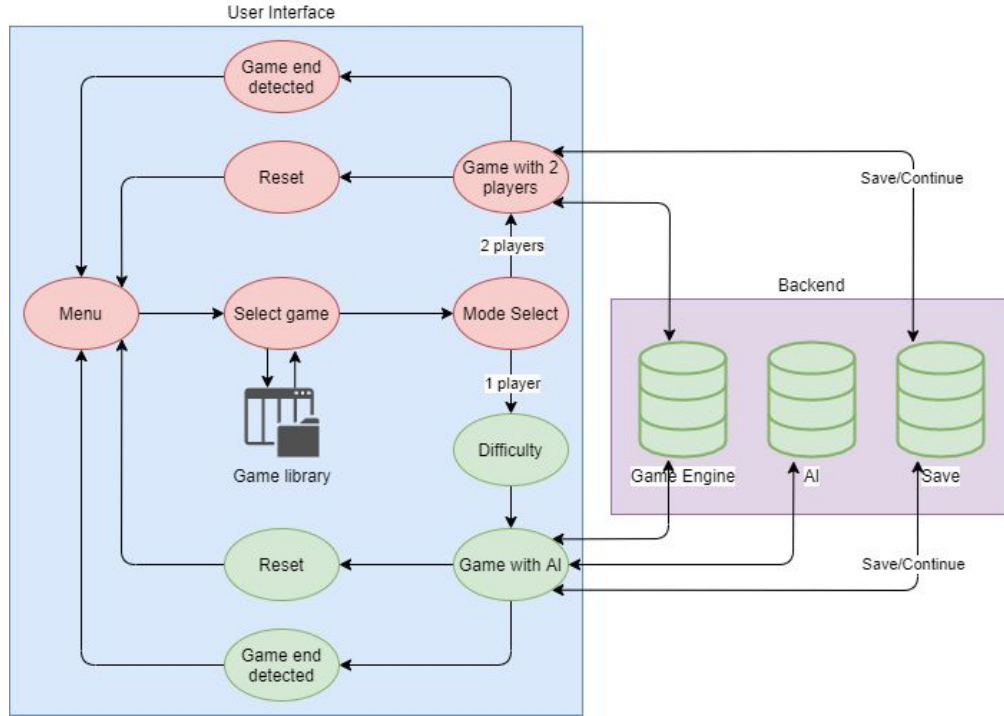 User Interface
Game end
detected
Game with 2
players
Reset
Save/Continue
2 players
Backend
Menu
Select game
Mode Select
1 player
Game library
Difficulty
Game Engine
AI
Save
Reset
Game with AI
Save/Continue
Game end
detected